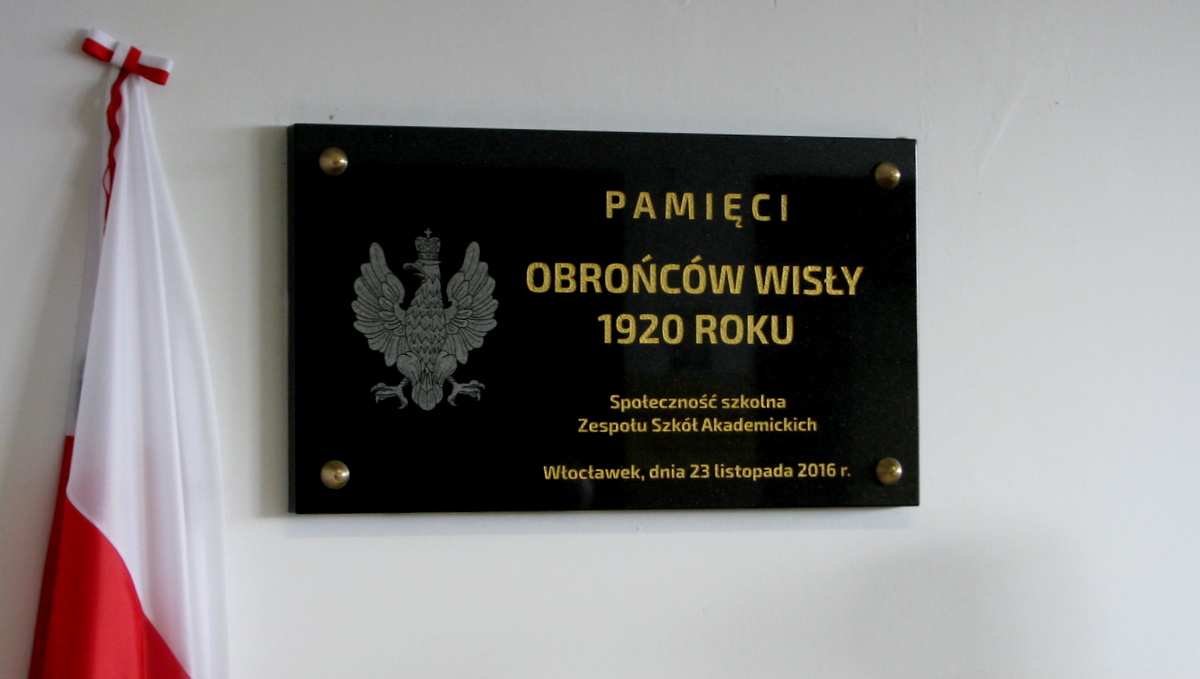 PAMIĘCI
OBROŃCÓW WISŁY
1920 ROKU
Społeczność szkolna
Zespołu Szkół Akademickich
Włocławek, dnia 23 listopada 2016 r.